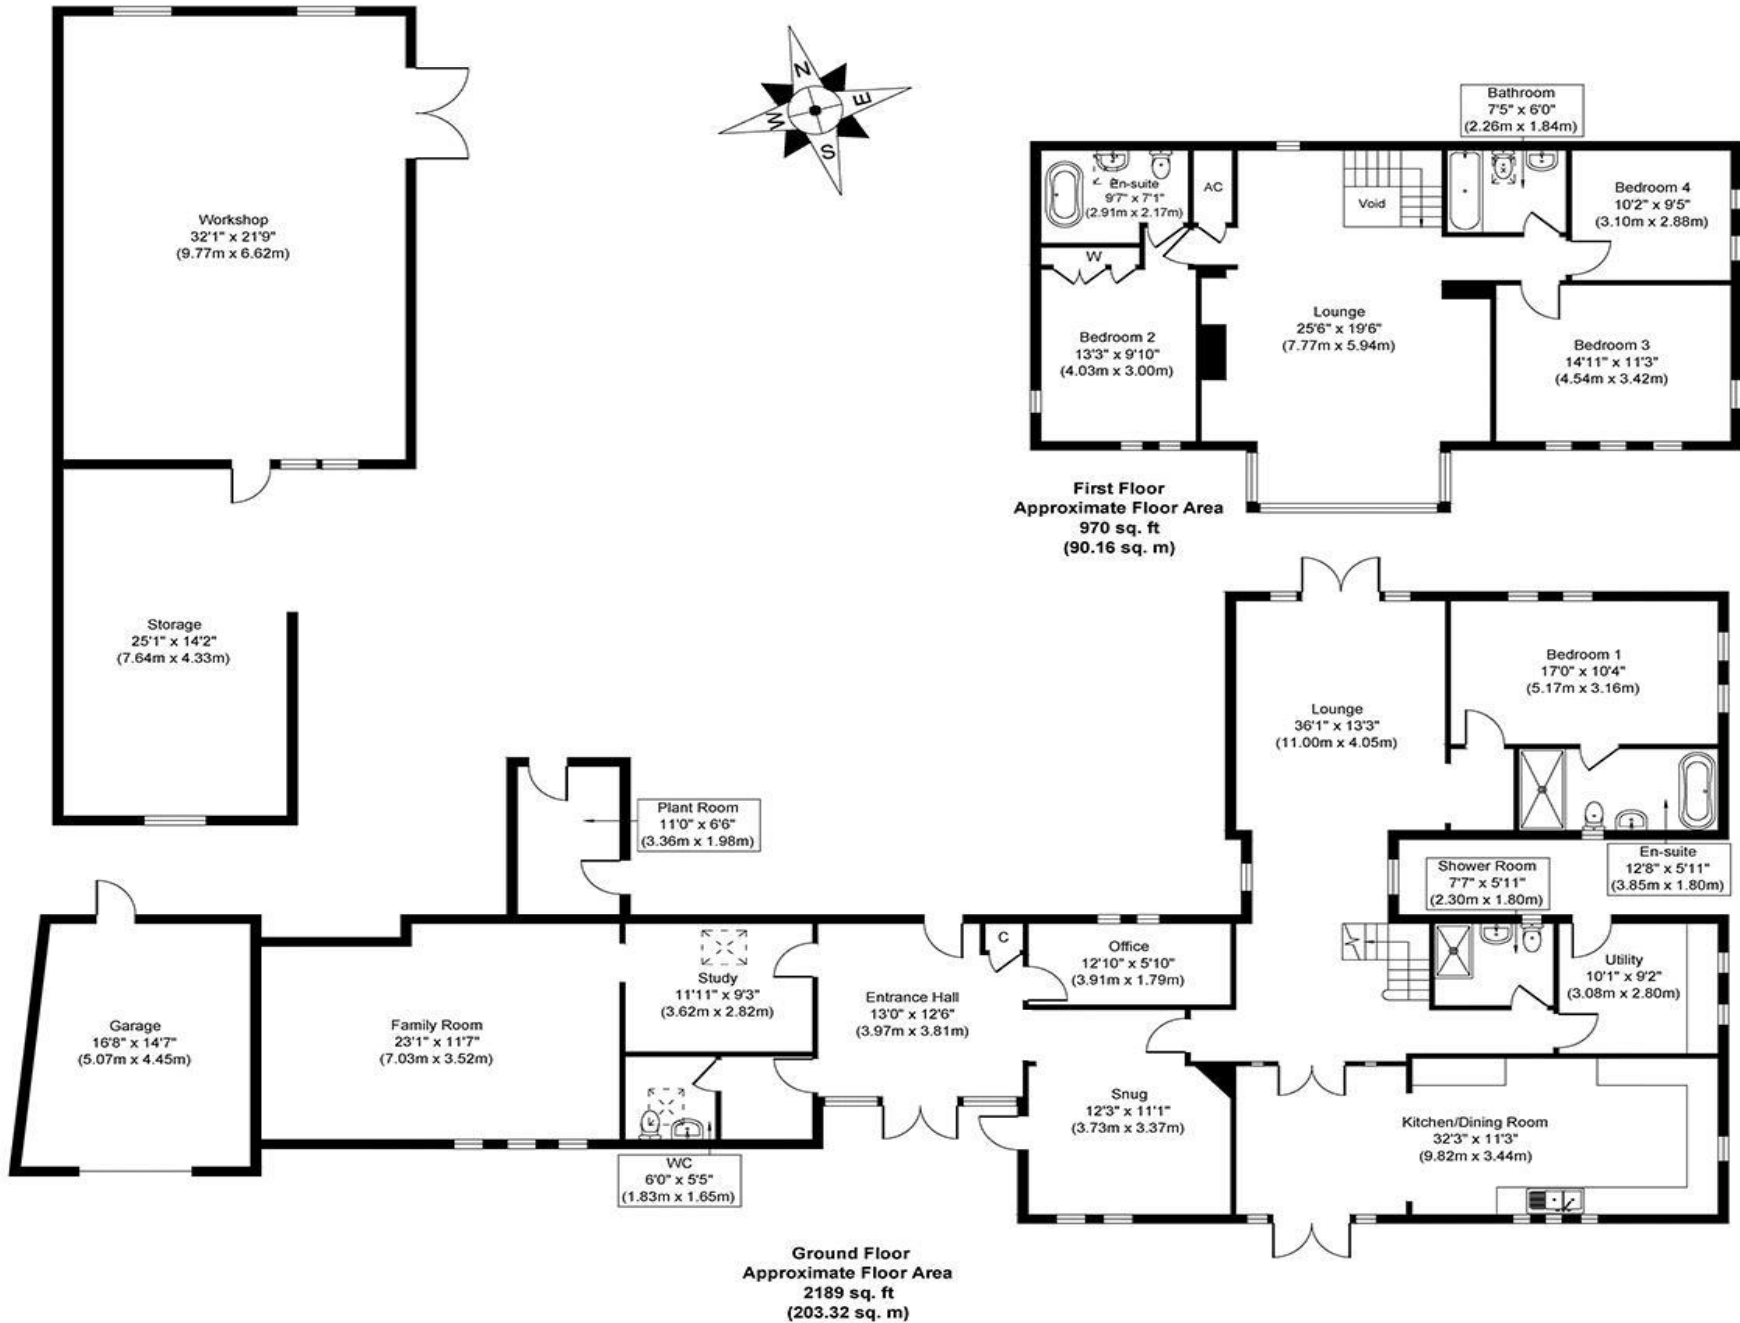 N
E
S
W
Workshop
32'1" x 21'9"
(9.77m x 6.62m)
Storage
25'1" x 14'2"
(7.64m x 4.33m)
Bathroom
7'5" x 6'0"
(2.26m x 1.84m)
En-suite
9'7" x 7'1"
(2.91m x 2.17m)
AC
Void
Bedroom 4
10'2" x 9'5"
(3.10m x 2.88m)
W
Bedroom 2
13'3" x 9'10"
(4.03m x 3.00m)
Lounge
25'6" x 19'6"
(7.77m x 5.94m)
Bedroom 3
14'11" x 11'3"
(4.54m x 3.42m)
First Floor
Approximate Floor Area
970 sq. ft
(90.16 sq. m)
Lounge
36'1" x 13'3"
(11.00m x 4.05m)
Bedroom 1
17'0" x 10'4"
(5.17m x 3.16m)
Plant Room
11'0" x 6'6"
(3.36m x 1.98m)
Shower Room
7'7" x 5'11"
(2.30m x 1.80m)
En-suite
12'8" x 5'11"
(3.85m x 1.80m)
Garage
16'8" x 14'7"
(5.07m x 4.45m)
Family Room
23'1" x 11'7"
(7.03m x 3.52m)
Study
11'11" x 9'3"
(3.62m x 2.82m)
Entrance Hall
13'0" x 12'6"
(3.97m x 3.81m)
C
Office
12'10" x 5'10"
(3.91m x 1.79m)
Utility
10'1" x 9'2"
(3.08m x 2.80m)
Snug
12'3" x 11'1"
(3.73m x 3.37m)
Kitchen/Dining Room
32'3" x 11'3"
(9.82m x 3.44m)
WC
6'0" x 5'5"
(1.83m x 1.65m)
Ground Floor
Approximate Floor Area
2189 sq. ft
(203.32 sq. m)